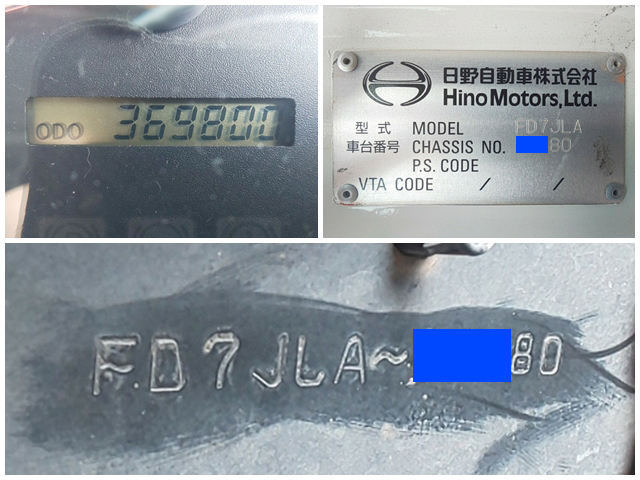 ODO 369800
日野自動車株式会社
Hino Motors, Ltd.
型式 MODEL FD7JLA
車台番号 CHASSIS NO. 80
P.S. CODE
VTA CODE / /
FD7JLA~ 80